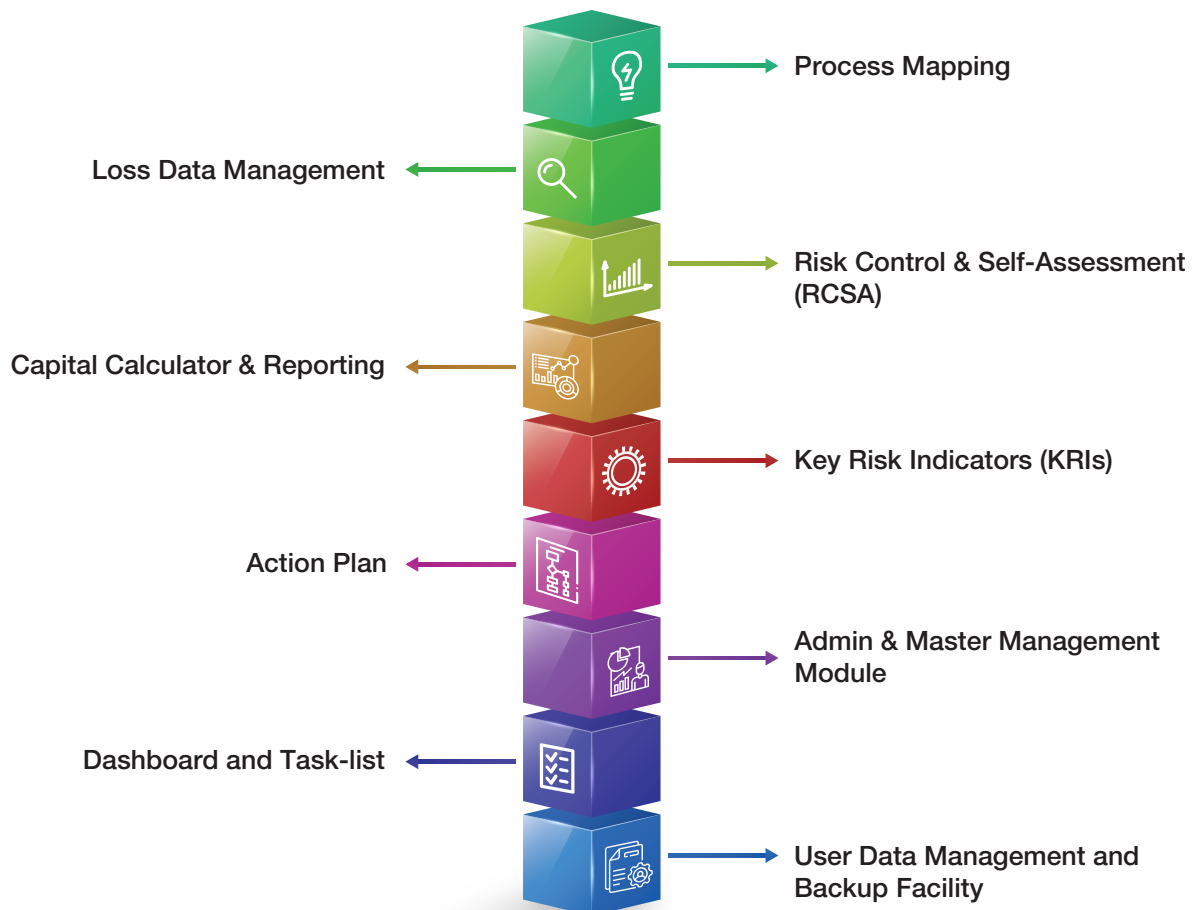 Process Mapping
Loss Data Management
Risk Control & Self-Assessment
(RCSA)
Capital Calculator & Reporting
Key Risk Indicators (KRIs)
Action Plan
Admin & Master Management
Module
Dashboard and Task-list
User Data Management and
Backup Facility